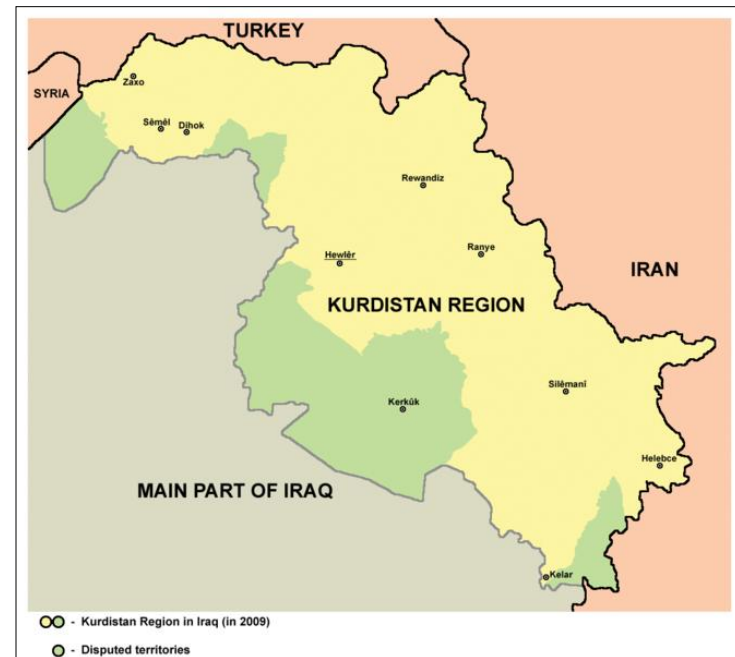 TURKEY
SYRIA
Zaxo
Sêmêl
Dihok
Rewandiz
Ranye
Hewlêr
IRAN
KURDISTAN REGION
Silêmanî
Kerkûk
Helebce
MAIN PART OF IRAQ
Kelar
- Kurdistan Region in Iraq (in 2009)
- Disputed territories